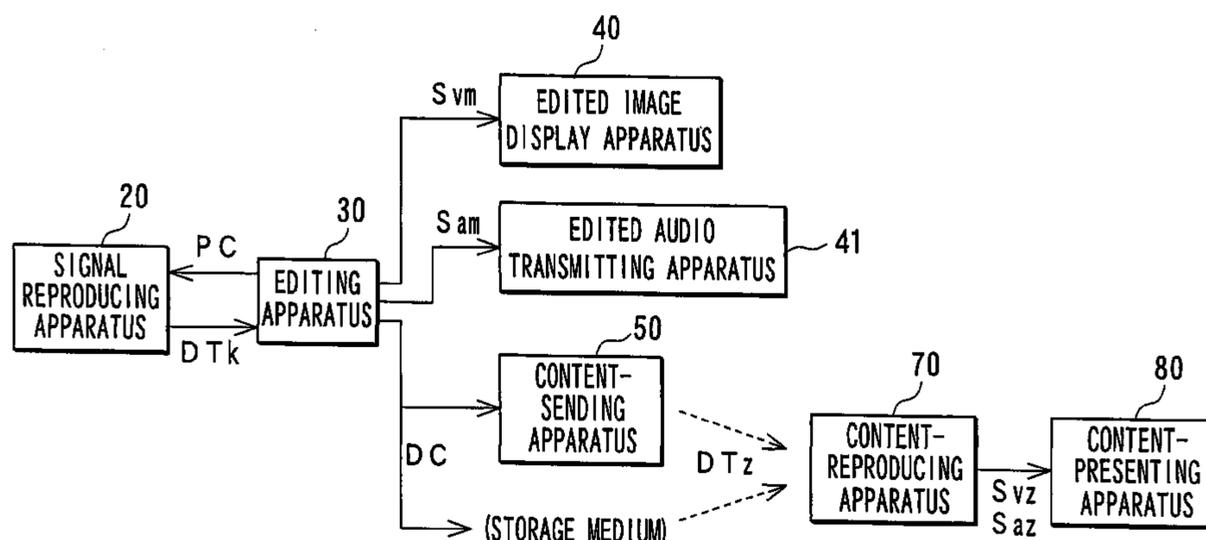 40
Svm
EDITED IMAGE
DISPLAY APPARATUS
20
30
Sam
EDITED AUDIO
TRANSMITTING APPARATUS
41
PC
SIGNAL
REPRODUCING
APPARATUS
DTk
EDITING
APPARATUS
50
CONTENT-
SENDING
APPARATUS
DC
(STORAGE MEDIUM)
DTz
70
CONTENT-
REPRODUCING
APPARATUS
Svz
Saz
80
CONTENT-
PRESENTING
APPARATUS